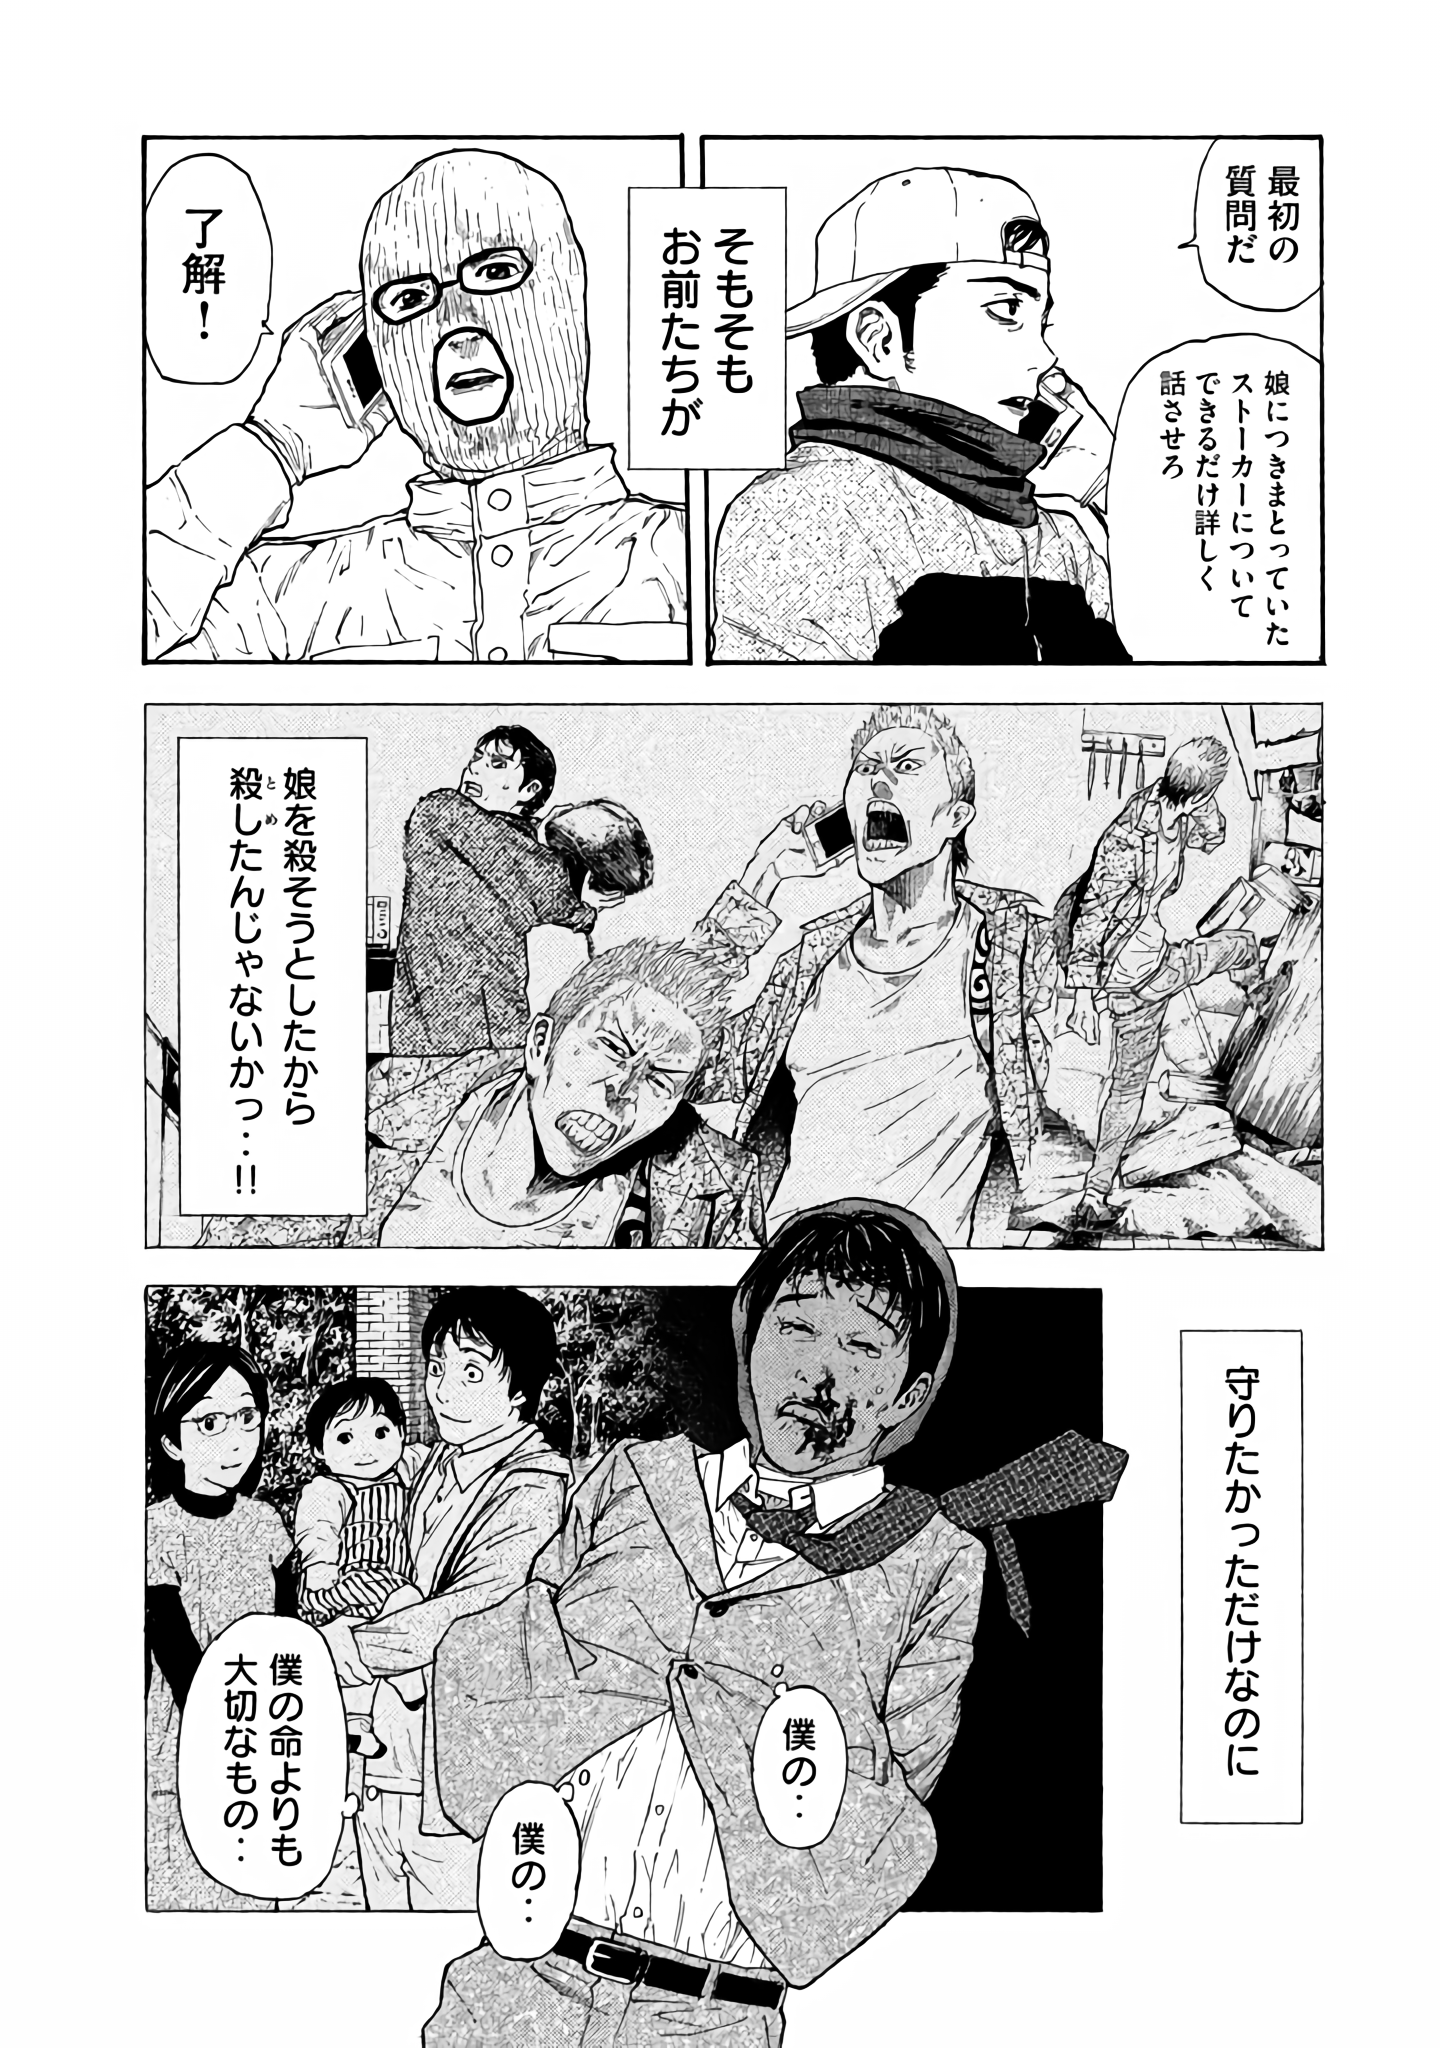 最初の
質問だ
娘につきまとっていた
ストーカーについて
できるだけ詳しく
話させろ
そもそも
お前たちが
了解！
娘を殺そうとしたから
殺したんじゃないかっ‥!!
とめ
守りたかっただけなのに
僕の‥
僕の‥
僕の命よりも
大切なもの‥